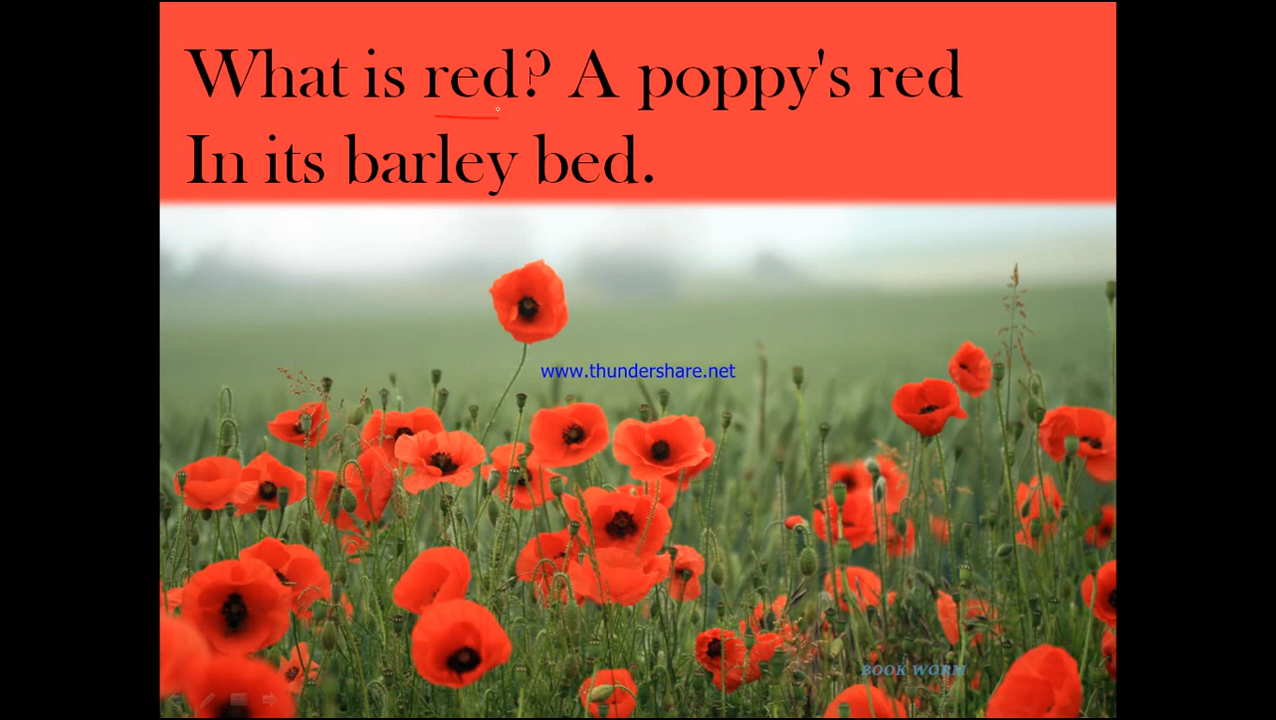 What is red? A poppy's red
In its barley bed.
www.thundershare.net
BOOK WORM